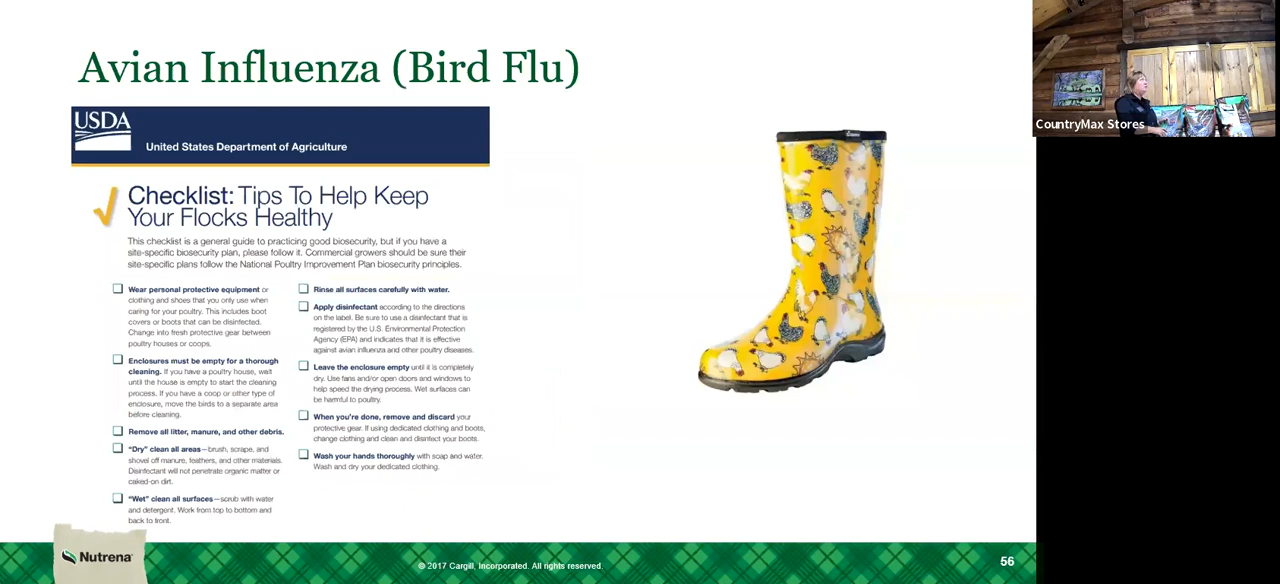 Avian Influenza (Bird Flu)
USDA
United States Department of Agriculture
Checklist: Tips To Help Keep
Your Flocks Healthy
This checklist is a general guide to practicing good biosecurity, but if you have a
site-specific biosecurity plan, please follow it. Commercial growers should be sure their
site-specific plans follow the National Poultry Improvement Plan biosecurity principles.
Wear personal protective equipment or
clothing and shoes that you only use when
caring for your poultry. This includes boot
covers or boots that can be disinfected.
Change into fresh protective gear between
poultry houses or coops.
Enclosures must be empty for a thorough
cleaning. If you have a poultry house, wait
until the house is empty to start the cleaning
process. If you have a coop or other type of
enclosure, move the birds to a separate area
before cleaning.
Remove all litter, manure, and other debris.
“Dry” clean all areas—brush, scrape, and
shovel off manure, feathers, and other materials.
Disinfectant will not penetrate organic matter or
caked-on dirt.
“Wet” clean all surfaces—scrub with water
and detergent. Work from top to bottom and
back to front.
Rinse all surfaces carefully with water.
Apply disinfectant according to the directions
on the label. Be sure to use a disinfectant that is
registered by the U.S. Environmental Protection
Agency (EPA) and indicates that it is effective
against avian influenza and other poultry diseases.
Leave the enclosure empty until it is completely
dry. Use fans and/or open doors and windows to
help speed the drying process. Wet surfaces can
be harmful to poultry.
When you’re done, remove and discard your
protective gear. If using dedicated clothing and boots,
change clothing and clean and disinfect your boots.
Wash your hands thoroughly with soap and water.
Wash and dry your dedicated clothing.
CountryMax Stores
Nutrena
© 2017 Cargill, Incorporated. All rights reserved.
56